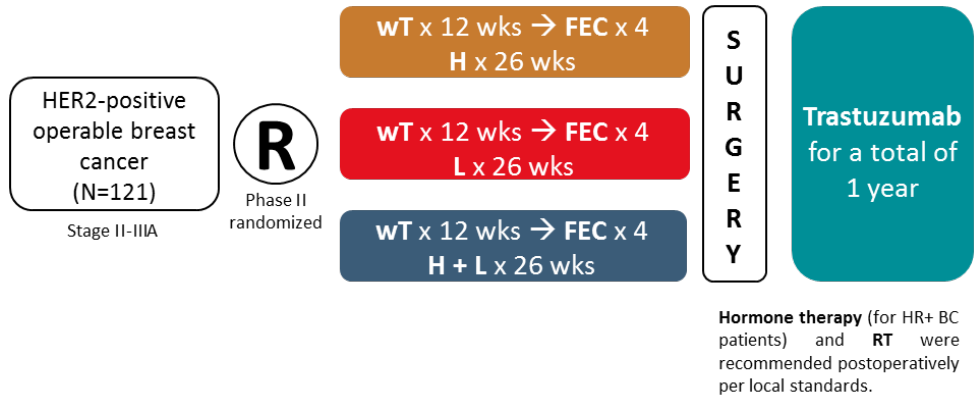 HER2-positive
operable breast
cancer
(N=121)
Stage II-IIIA
R
Phase II
randomized
wT x 12 wks → FEC x 4
H x 26 wks
wT x 12 wks → FEC x 4
L x 26 wks
wT x 12 wks → FEC x 4
H + L x 26 wks
S
U
R
G
E
R
Y
Trastuzumab
for a total of
1 year
Hormone therapy (for HR+ BC
patients) and RT were
recommended postoperatively
per local standards.